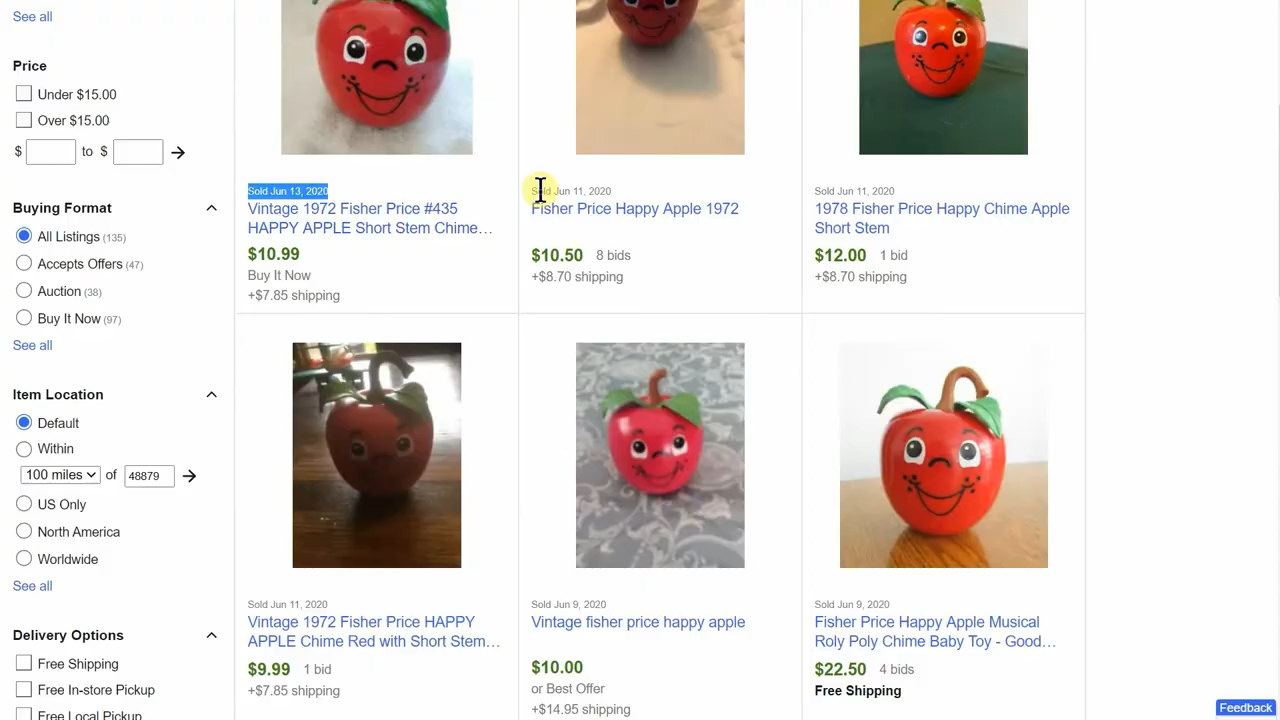 See all
Price
Under $15.00
Over $15.00
$ to $
Buying Format
All Listings (135)
Accepts Offers (47)
Auction (38)
Buy It Now (97)
See all
Item Location
Default
Within
100 miles of 48879
US Only
North America
Worldwide
See all
Delivery Options
Free Shipping
Free In-store Pickup
Free Local Pickup
Sold Jun 13, 2020
Vintage 1972 Fisher Price #435
HAPPY APPLE Short Stem Chime…
$10.99
Buy It Now
+$7.85 shipping
Sold Jun 11, 2020
Fisher Price Happy Apple 1972
$10.50 8 bids
+$8.70 shipping
Sold Jun 11, 2020
1978 Fisher Price Happy Chime Apple
Short Stem
$12.00 1 bid
+$8.70 shipping
Sold Jun 11, 2020
Vintage 1972 Fisher Price HAPPY
APPLE Chime Red with Short Stem…
$9.99 1 bid
+$7.85 shipping
Sold Jun 9, 2020
Vintage fisher price happy apple
$10.00
or Best Offer
+$14.95 shipping
Sold Jun 9, 2020
Fisher Price Happy Apple Musical
Roly Poly Chime Baby Toy - Good…
$22.50 4 bids
Free Shipping
Feedback